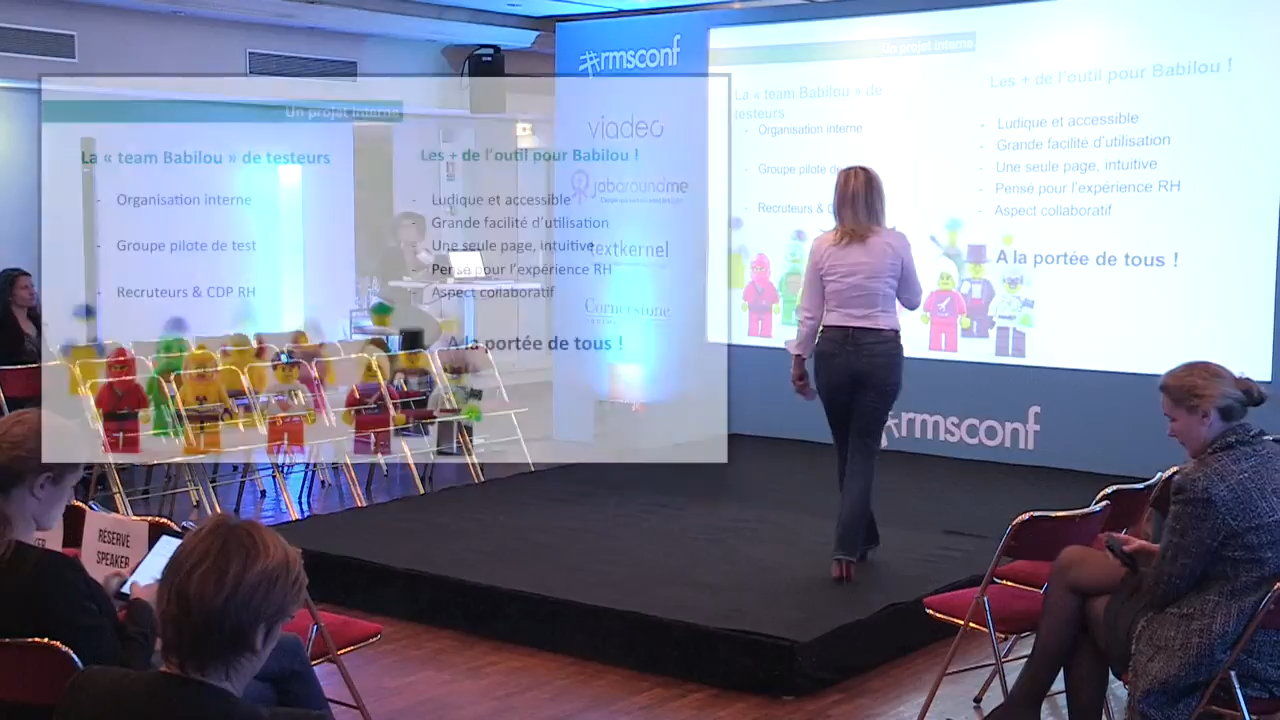 #rmsconf
viadeo
jobaroundme
textkernel
Cornerstone
Un projet interne
La « team Babilou » de testeurs
- Organisation interne
- Groupe pilote de test
- Recruteurs & CDP RH
Les + de l'outil pour Babilou !
- Ludique et accessible
- Grande facilité d'utilisation
- Une seule page, intuitive
- Pensé pour l'expérience RH
- Aspect collaboratif
A la portée de tous !
Un projet interne
La « team Babilou » de
testeurs
- Organisation interne
- Groupe pilote de
- Recruteurs &
Les + de l'outil pour Babilou !
- Ludique et accessible
- Grande facilité d'utilisation
- Une seule page, intuitive
- Pensé pour l'expérience RH
- Aspect collaboratif
A la portée de tous !
#rmsconf
RÉSERVÉ
SPEAKER